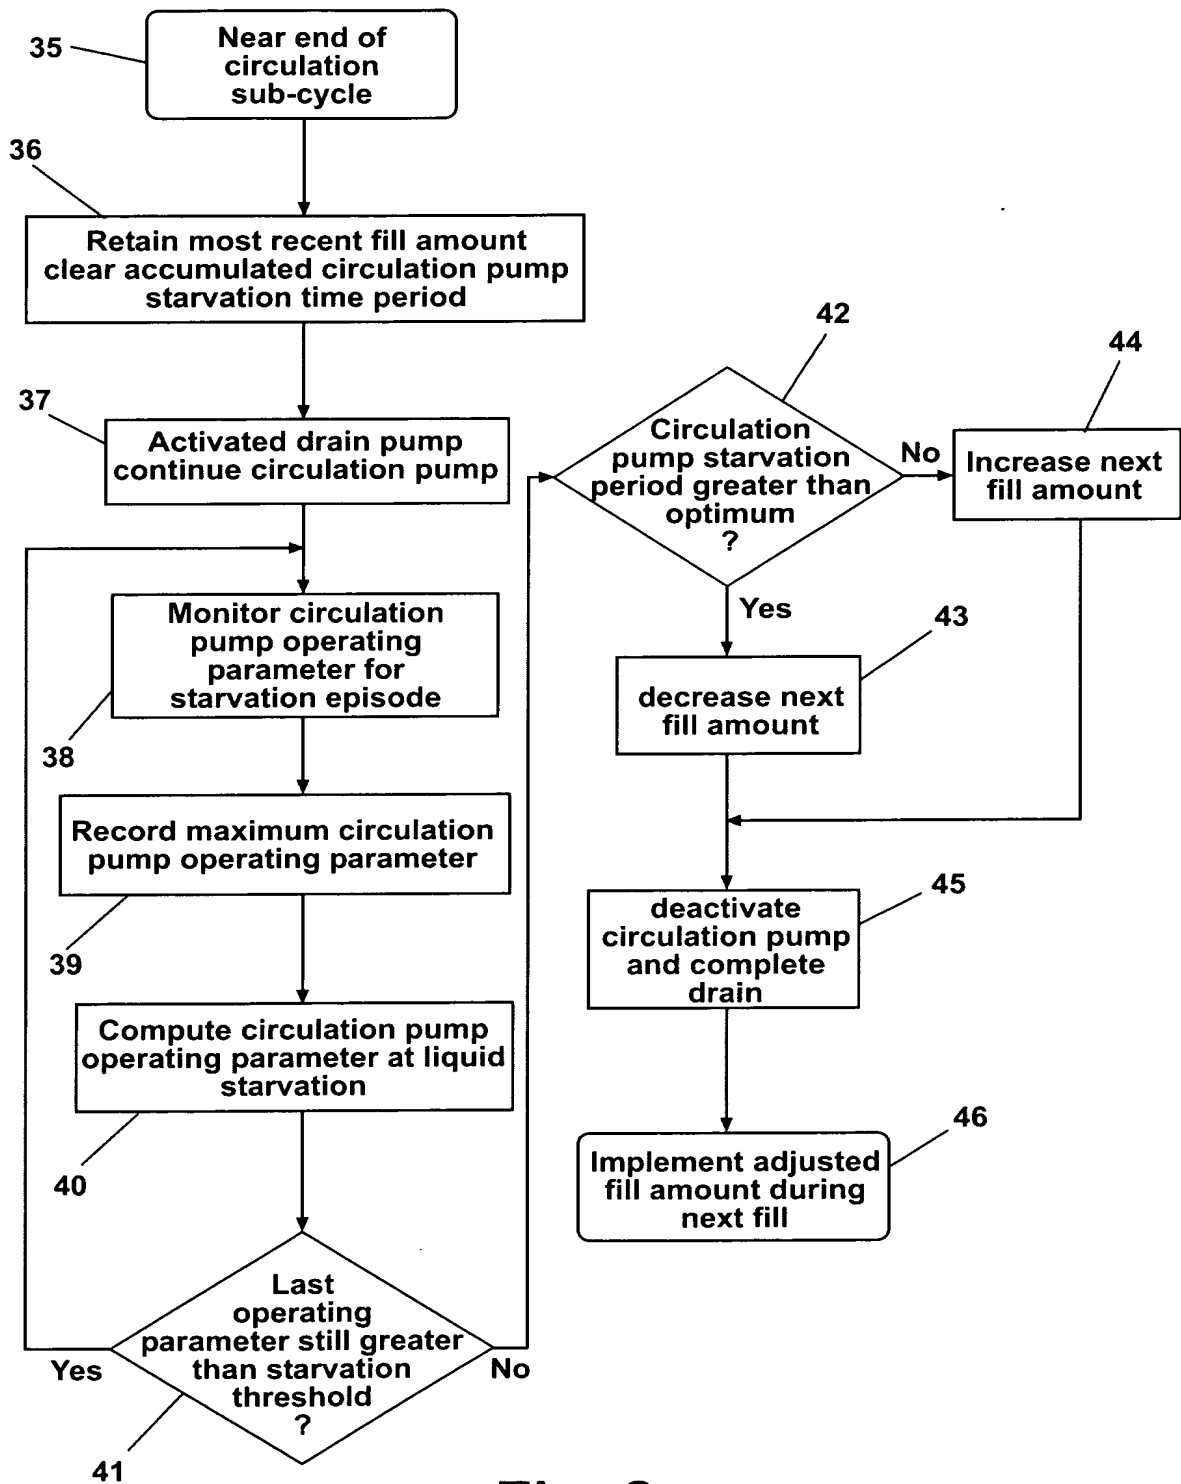 35
Near end of
circulation
sub-cycle
36
Retain most recent fill amount
clear accumulated circulation pump
starvation time period
37
Activated drain pump
continue circulation pump
Monitor circulation
pump operating
parameter for
starvation episode
38
Record maximum circulation
pump operating parameter
39
Compute circulation pump
operating parameter at liquid
starvation
40
Last
operating
parameter still greater
than starvation
threshold
?
Yes
No
41
42
Circulation
pump starvation
period greater than
optimum
?
No
Yes
44
Increase next
fill amount
43
decrease next
fill amount
45
deactivate
circulation pump
and complete
drain
46
Implement adjusted
fill amount during
next fill